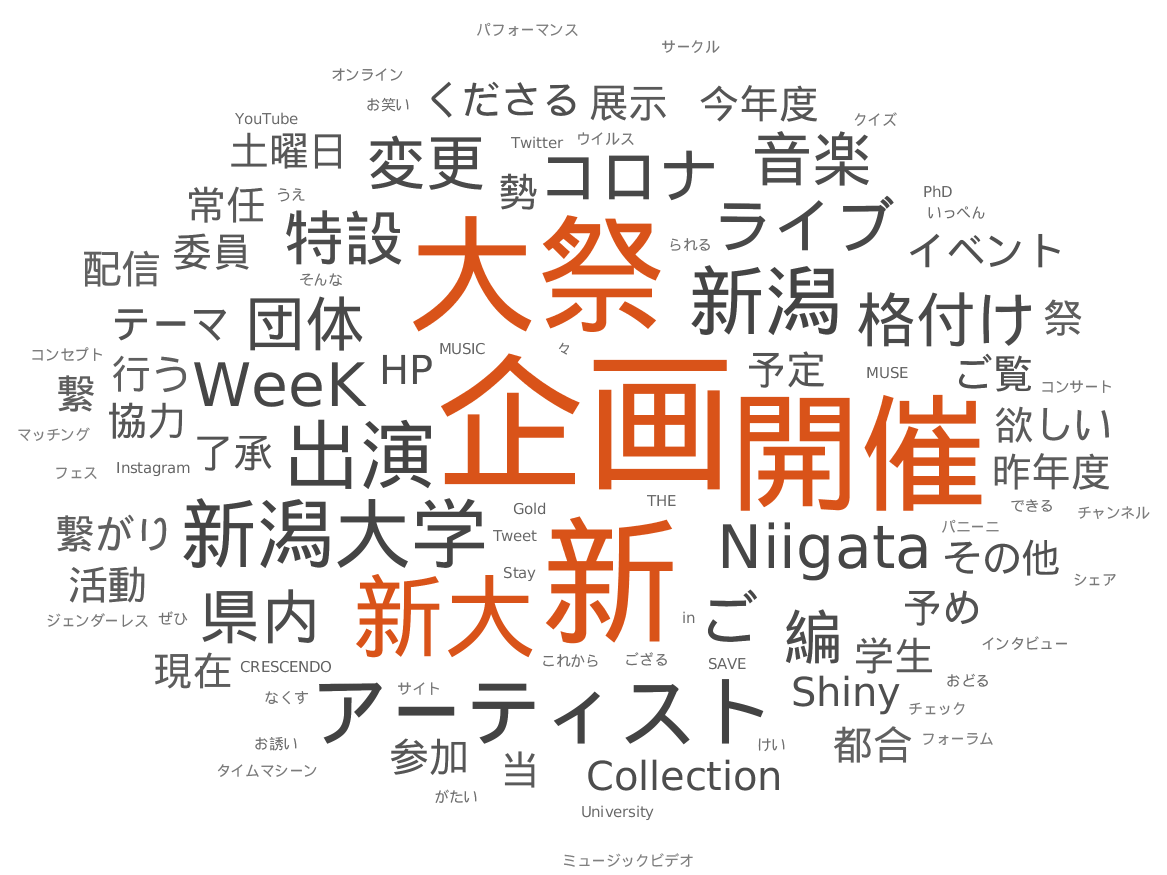 パフォーマンス
サークル
オンライン
お笑い
くださる
展示
今年度
YouTube
クイズ
土曜日
変更
Twitter
ウイルス
コロナ
音楽
常任
うえ
勢
PhD
いっぺん
特設
大祭
られる
ライブ
イベント
配信
委員
そんな
新潟
格付け
祭
テーマ
団体
コンセプト
行う
WeeK
HP
MUSIC
々
予定
MUSE
ご覧
コンサート
繋
協力
企画
開催
欲しい
マッチング
フェス
Instagram
了承
出演
昨年度
THE
できる
チャンネル
繋がり
新潟大学
Gold
Tweet
新
Niigata
パニーニ
その他
シェア
活動
Stay
新大
ジェンダーレス
ぜひ
県内
in
ご
編
予め
学生
インタビュー
現在
CRESCENDO
これから
ござる
SAVE
なくす
アーティスト
サイト
Shiny
おどる
チェック
お誘い
タイムマシーン
参加
当
けい
都合
フォーラム
がたい
Collection
University
ミュージックビデオ